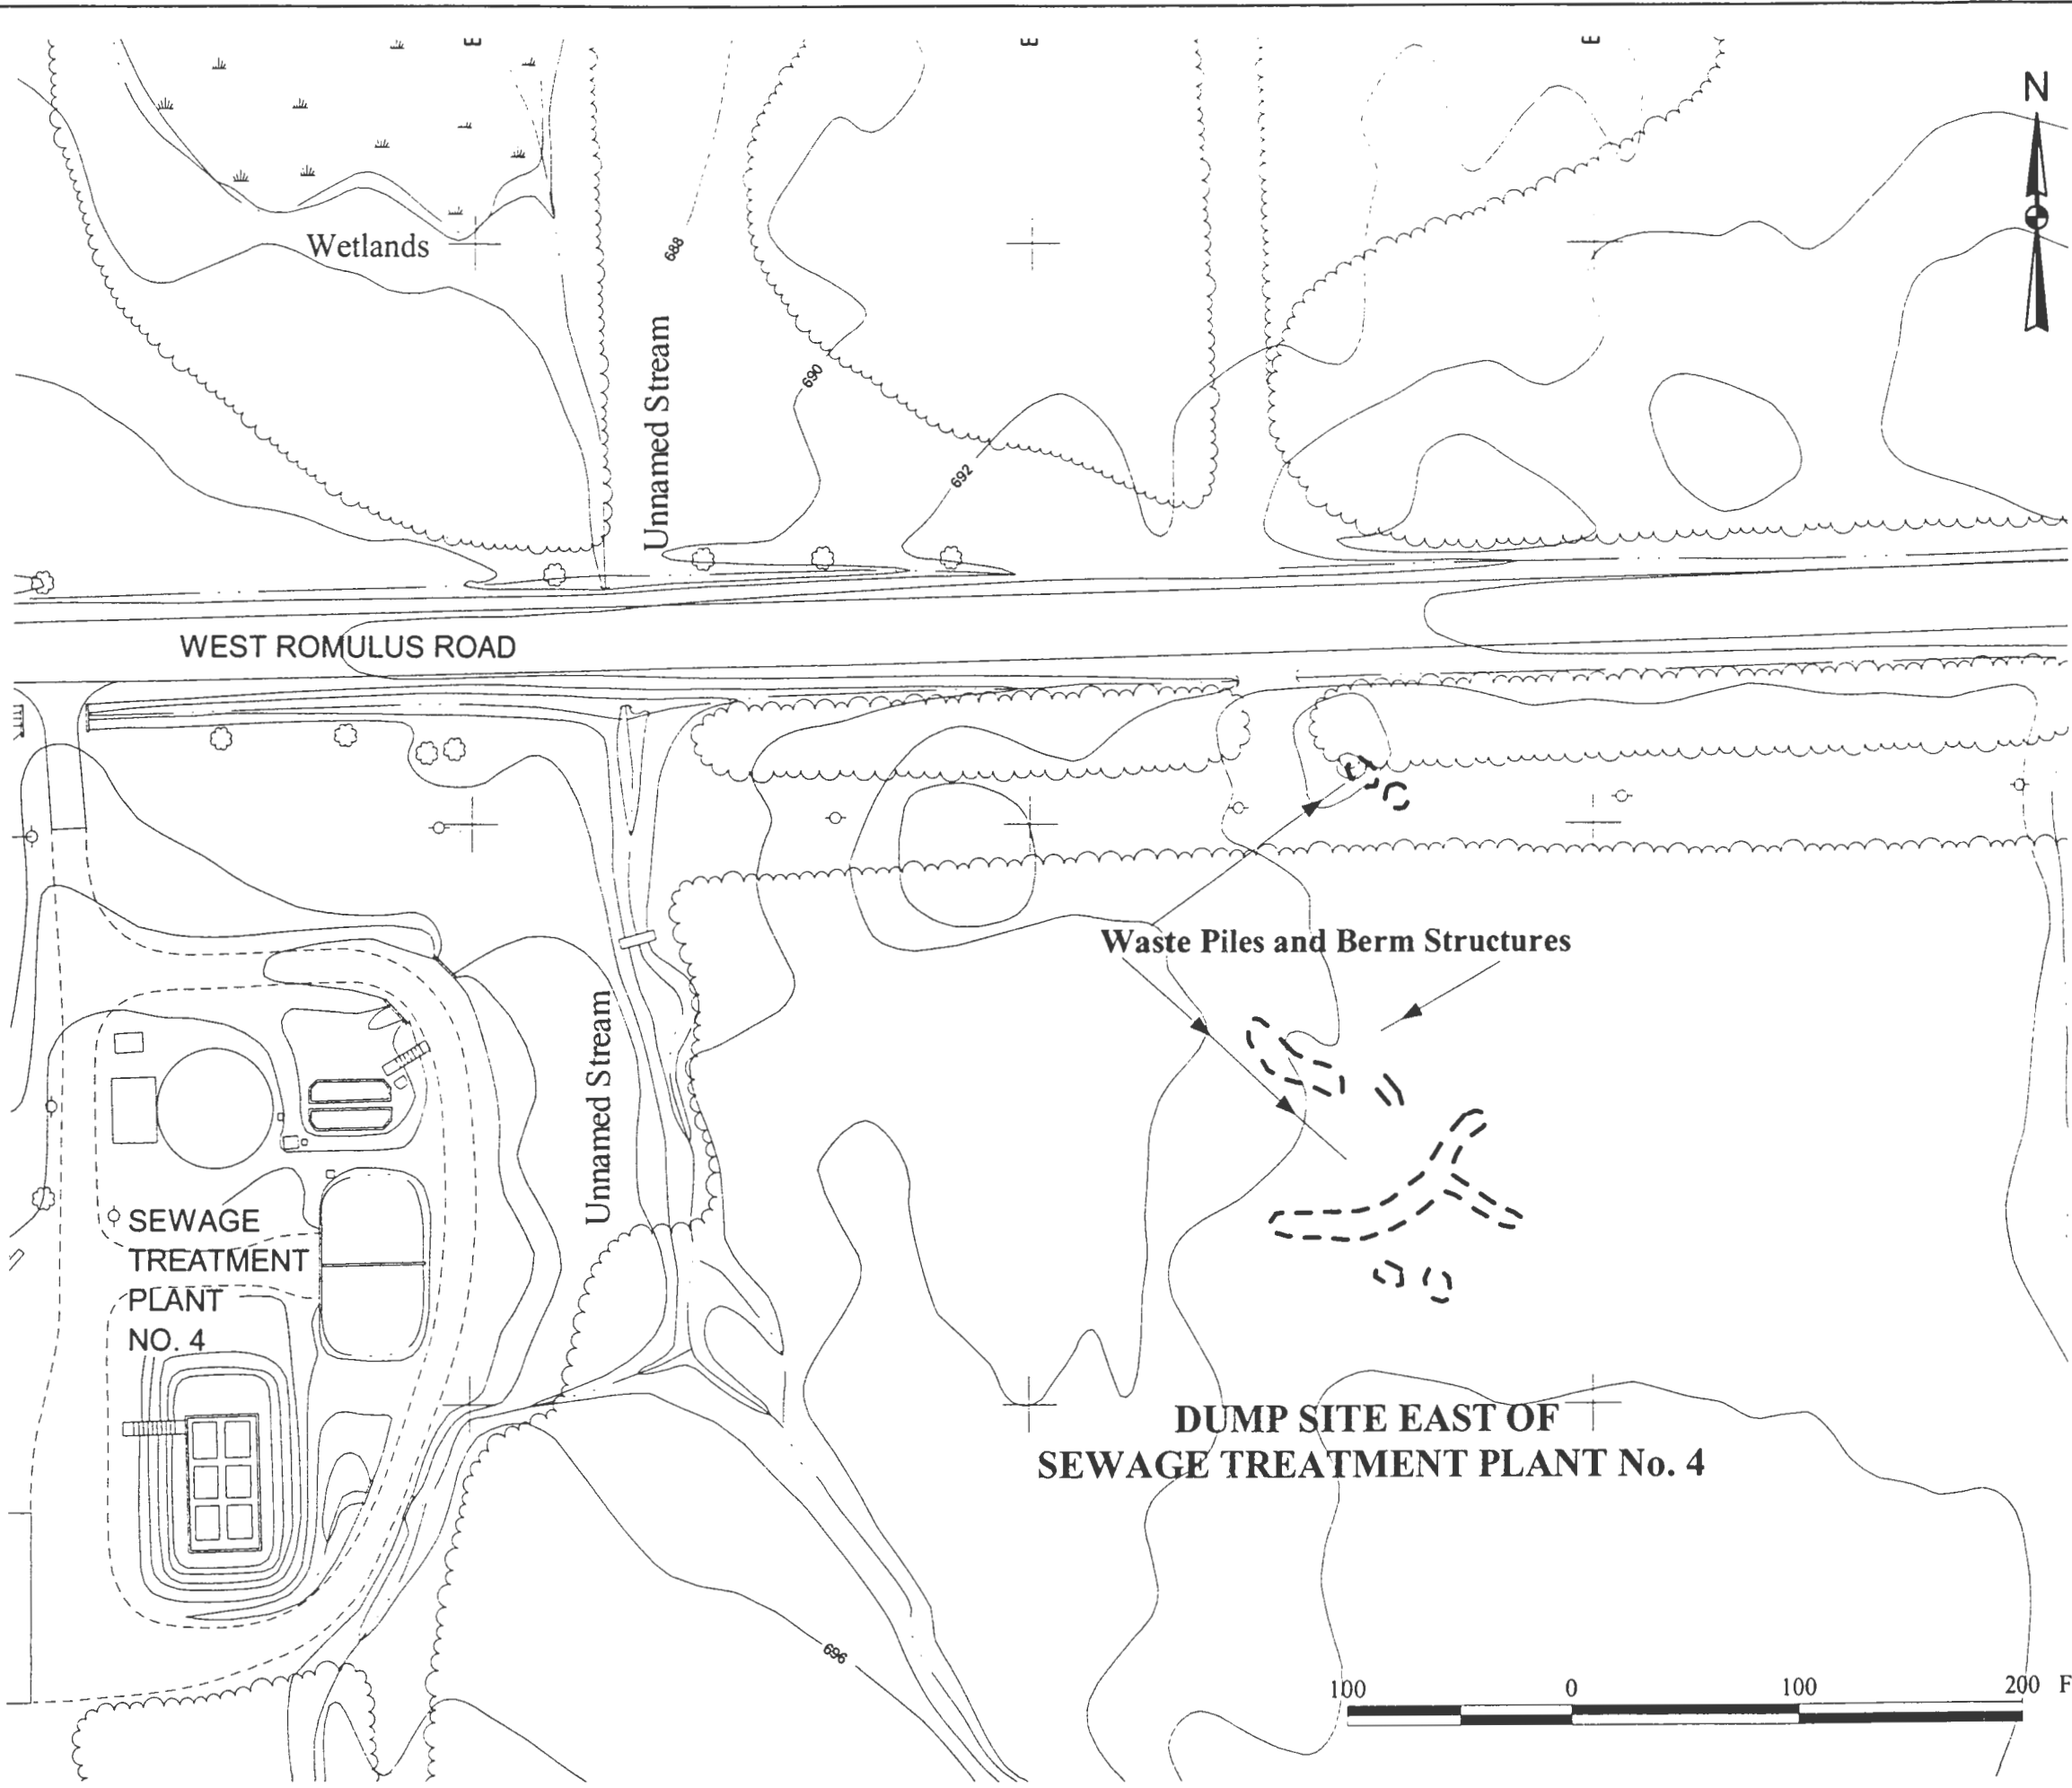 E E E
N
Wetlands
688
Unnamed Stream
690
692
WEST ROMULUS ROAD
Waste Piles and Berm Structures
Unnamed Stream
SEWAGE
TREATMENT
PLANT
NO. 4
DUMP SITE EAST OF
SEWAGE TREATMENT PLANT No. 4
696
100 0 100 200 F